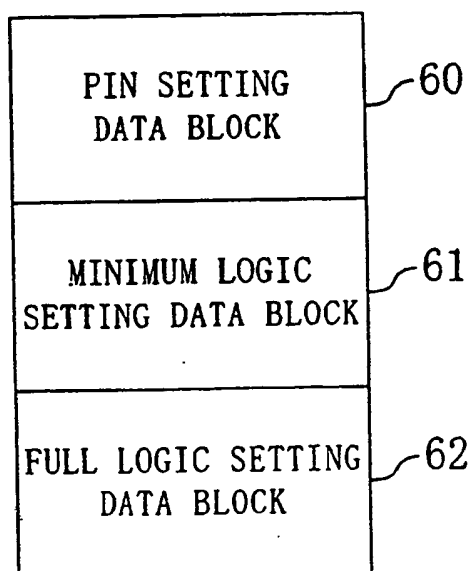 PIN SETTING
DATA BLOCK
60
MINIMUM LOGIC
SETTING DATA BLOCK
61
FULL LOGIC SETTING
DATA BLOCK
62